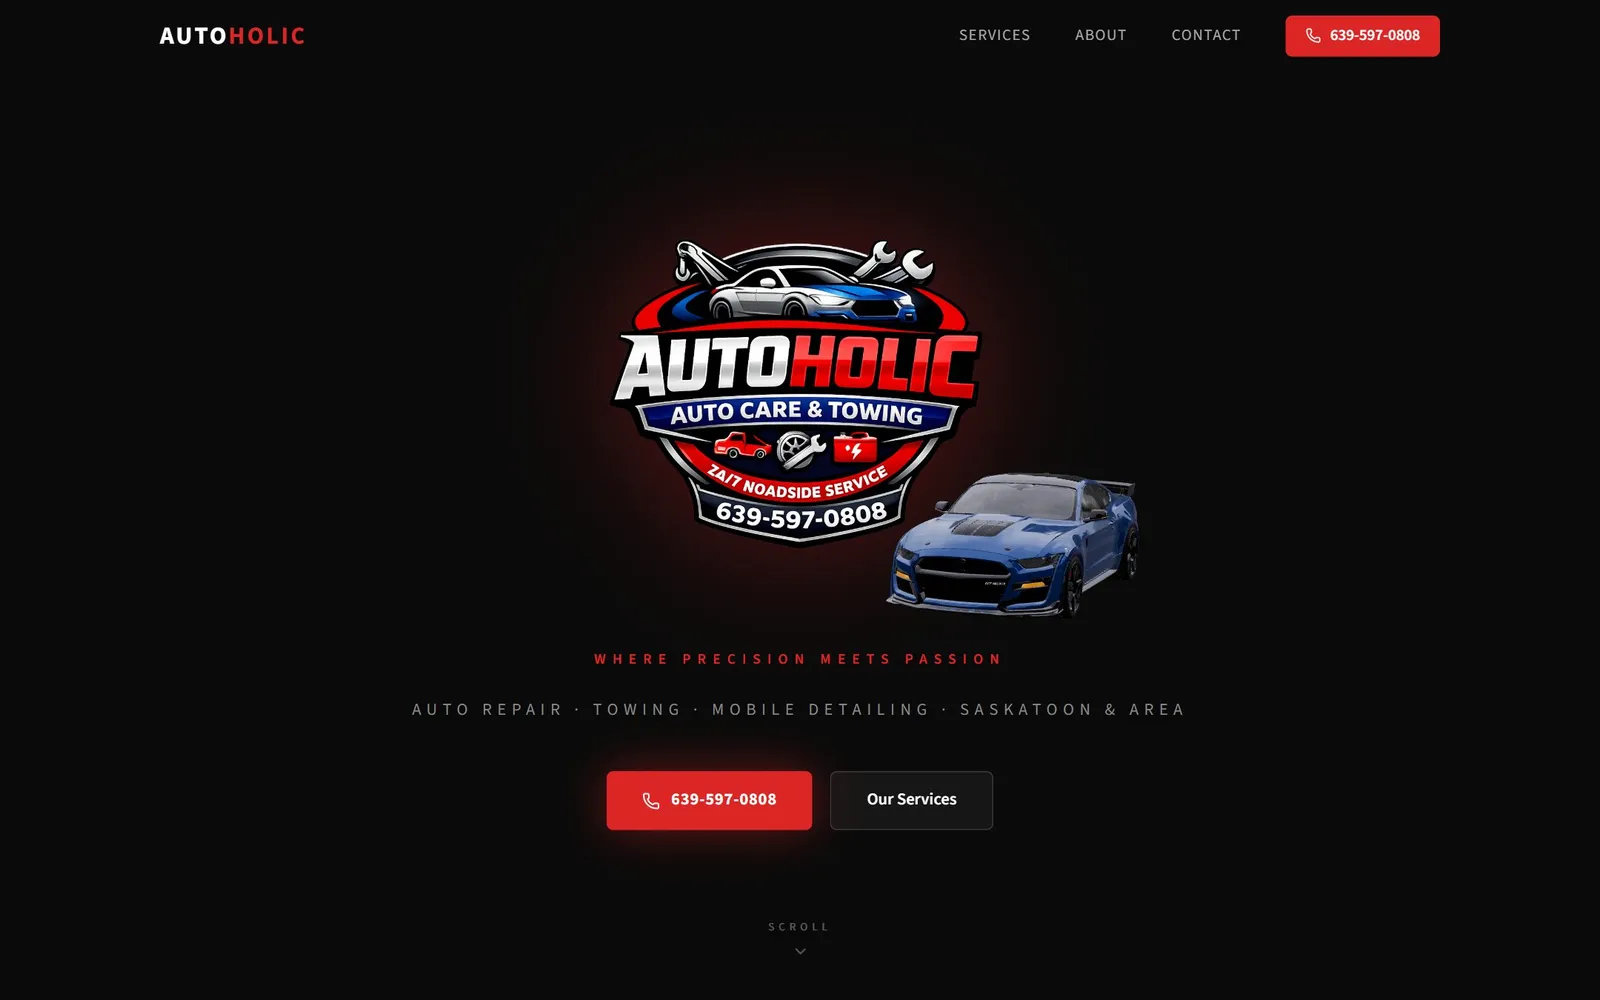 AUTOHOLIC
SERVICES
ABOUT
CONTACT
639-597-0808
AUTOHOLIC
AUTO CARE & TOWING
ZA/7 NOADSIDE SERVICE
639-597-0808
WHERE PRECISION MEETS PASSION
AUTO REPAIR · TOWING · MOBILE DETAILING · SASKATOON & AREA
639-597-0808
Our Services
SCROLL